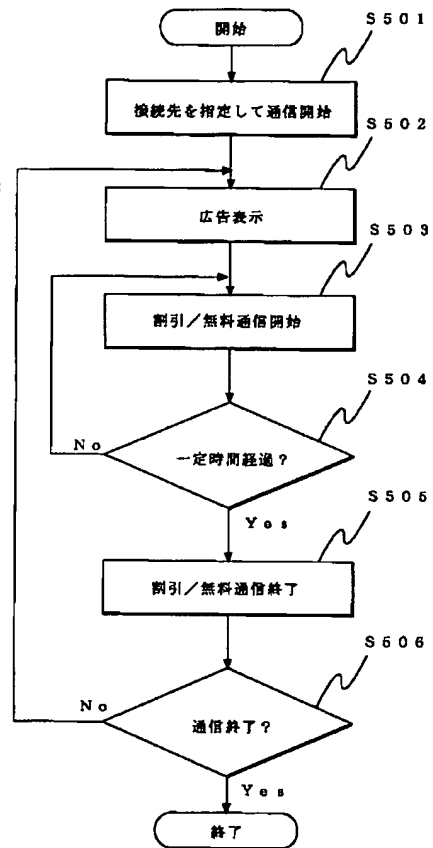 開始
S501
接続先を指定して通信開始
S502
広告表示
S503
割引／無料通信開始
S504
No
一定時間経過？
Yes
S505
割引／無料通信終了
S506
No
通信終了？
Yes
終了